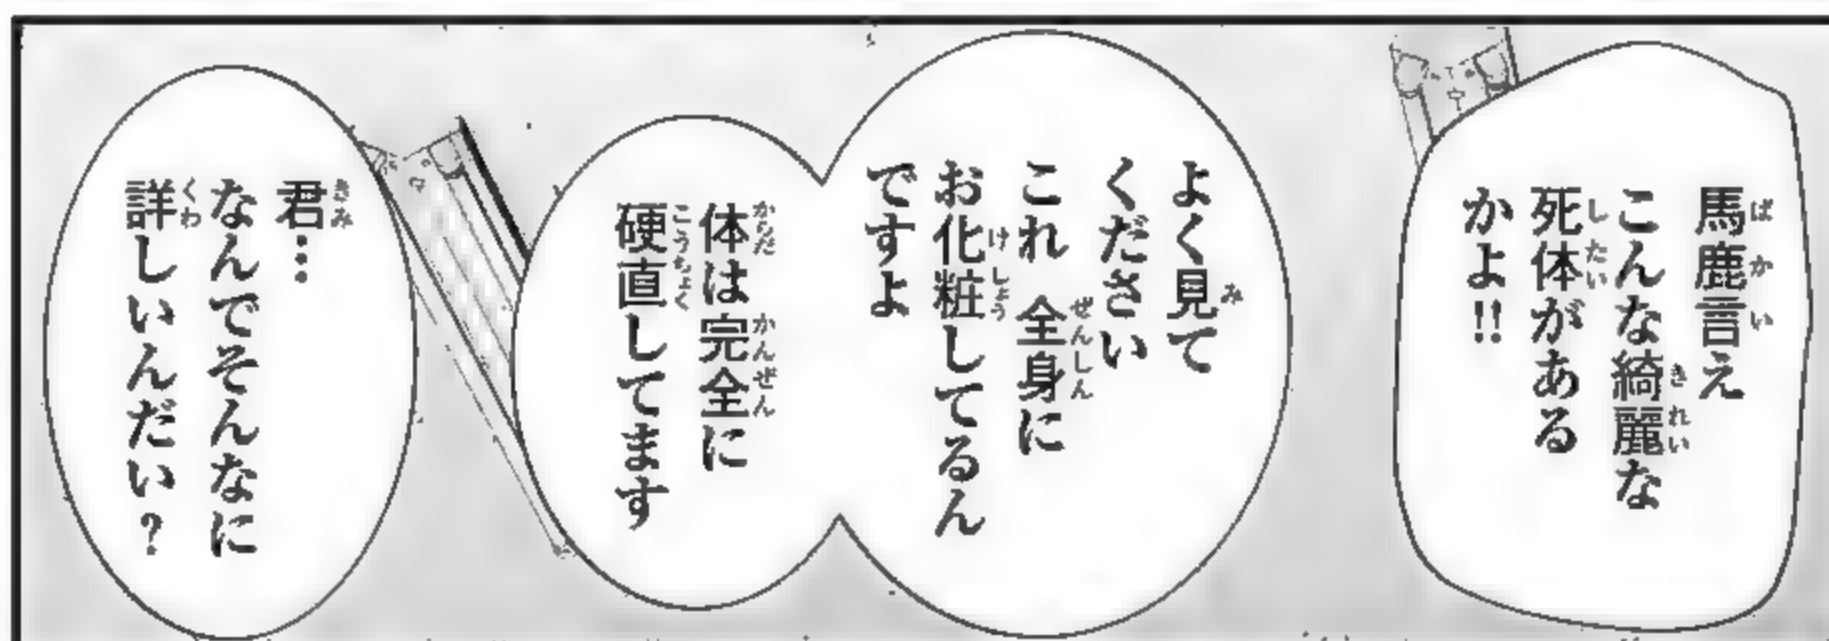 馬鹿言え
こんな綺麗な
死体がある
かよ!!
よく見て
ください
これ 全身に
お化粧してるん
ですよ
体は完全に
硬直してます
君…
なんでそんなに
詳しいんだい?